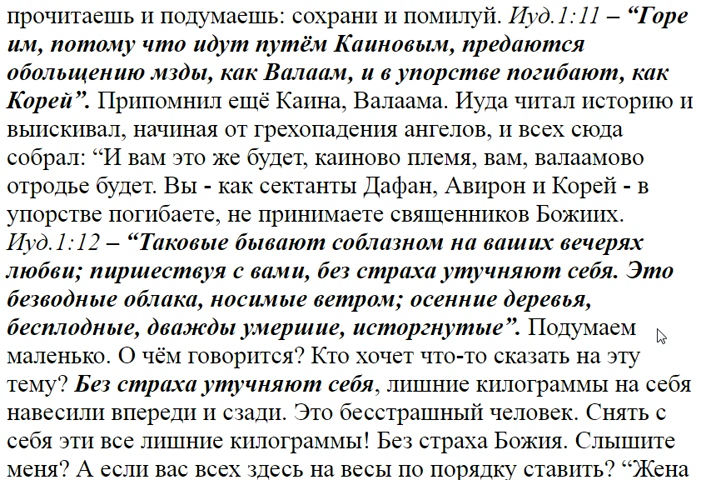 прочитаешь и подумаешь: сохрани и помилуй. Иуд.1:11 – “Горе
им, потому что идут путём Каиновым, предаются
обольщению мзды, как Валаам, и в упорстве погибают, как
Корей”. Припомнил ещё Каина, Валаама. Иуда читал историю и
выискивал, начиная от грехопадения ангелов, и всех сюда
собрал: “И вам это же будет, каиново племя, вам, валаамово
отродье будет. Вы - как сектанты Дафан, Авирон и Корей - в
упорстве погибаете, не принимаете священников Божиих.
Иуд.1:12 – “Таковые бывают соблазном на ваших вечерях
любви; пиршествуя с вами, без страха утучняют себя. Это
безводные облака, носимые ветром; осенние деревья,
бесплодные, дважды умершие, исторгнутые”. Подумаем
маленько. О чём говорится? Кто хочет что-то сказать на эту
тему? Без страха утучняют себя, лишние килограммы на себя
навесили впереди и сзади. Это бесстрашный человек. Снять с
себя эти все лишние килограммы! Без страха Божия. Слышите
меня? А если вас всех здесь на весы по порядку ставить? “Жена